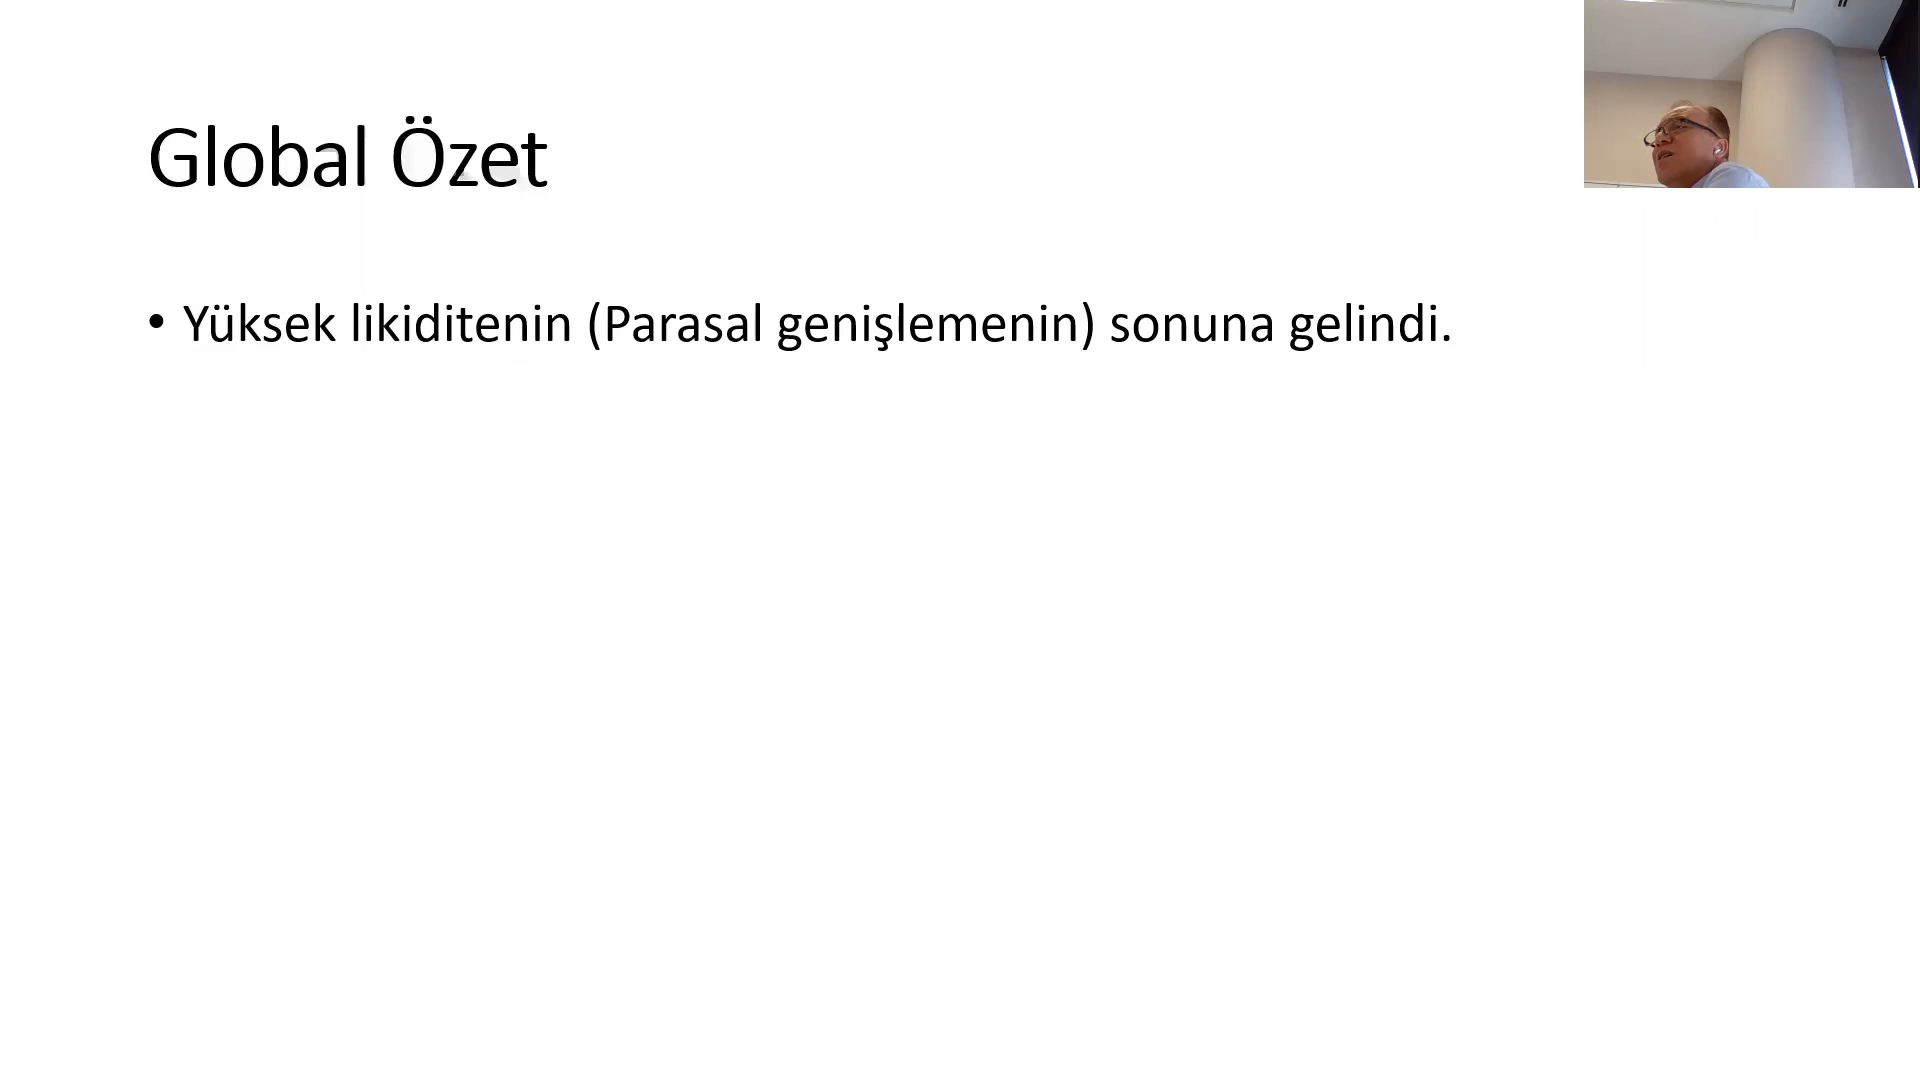 Global Özet
• Yüksek likiditenin (Parasal genişlemenin) sonuna gelindi.